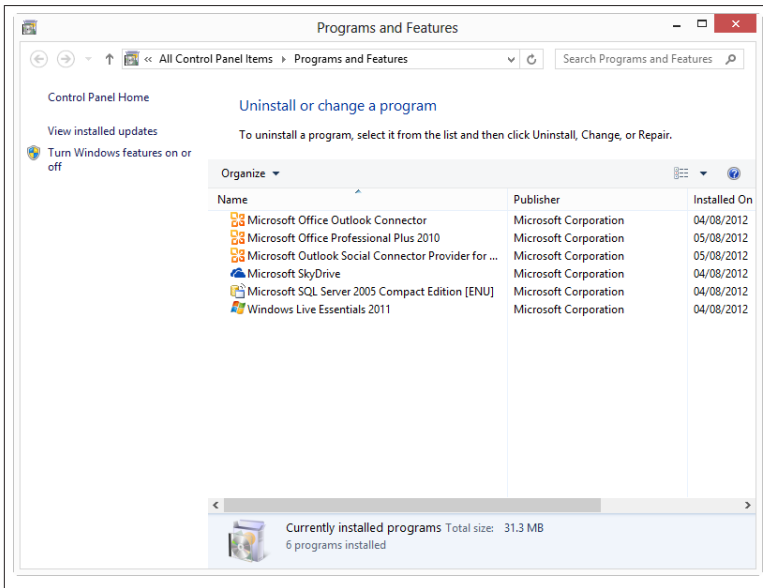 Programs and Features
« All Control Panel Items Programs and Features
Search Programs and Features
Control Panel Home
View installed updates
Turn Windows features on or
off
Uninstall or change a program
To uninstall a program, select it from the list and then click Uninstall, Change, or Repair.
Organize
Name Publisher Installed On
Microsoft Office Outlook Connector Microsoft Corporation 04/08/2012
Microsoft Office Professional Plus 2010 Microsoft Corporation 05/08/2012
Microsoft Outlook Social Connector Provider for ... Microsoft Corporation 05/08/2012
Microsoft SkyDrive Microsoft Corporation 04/08/2012
Microsoft SQL Server 2005 Compact Edition [ENU] Microsoft Corporation 04/08/2012
Windows Live Essentials 2011 Microsoft Corporation 04/08/2012
Currently installed programs Total size: 31.3 MB
6 programs installed